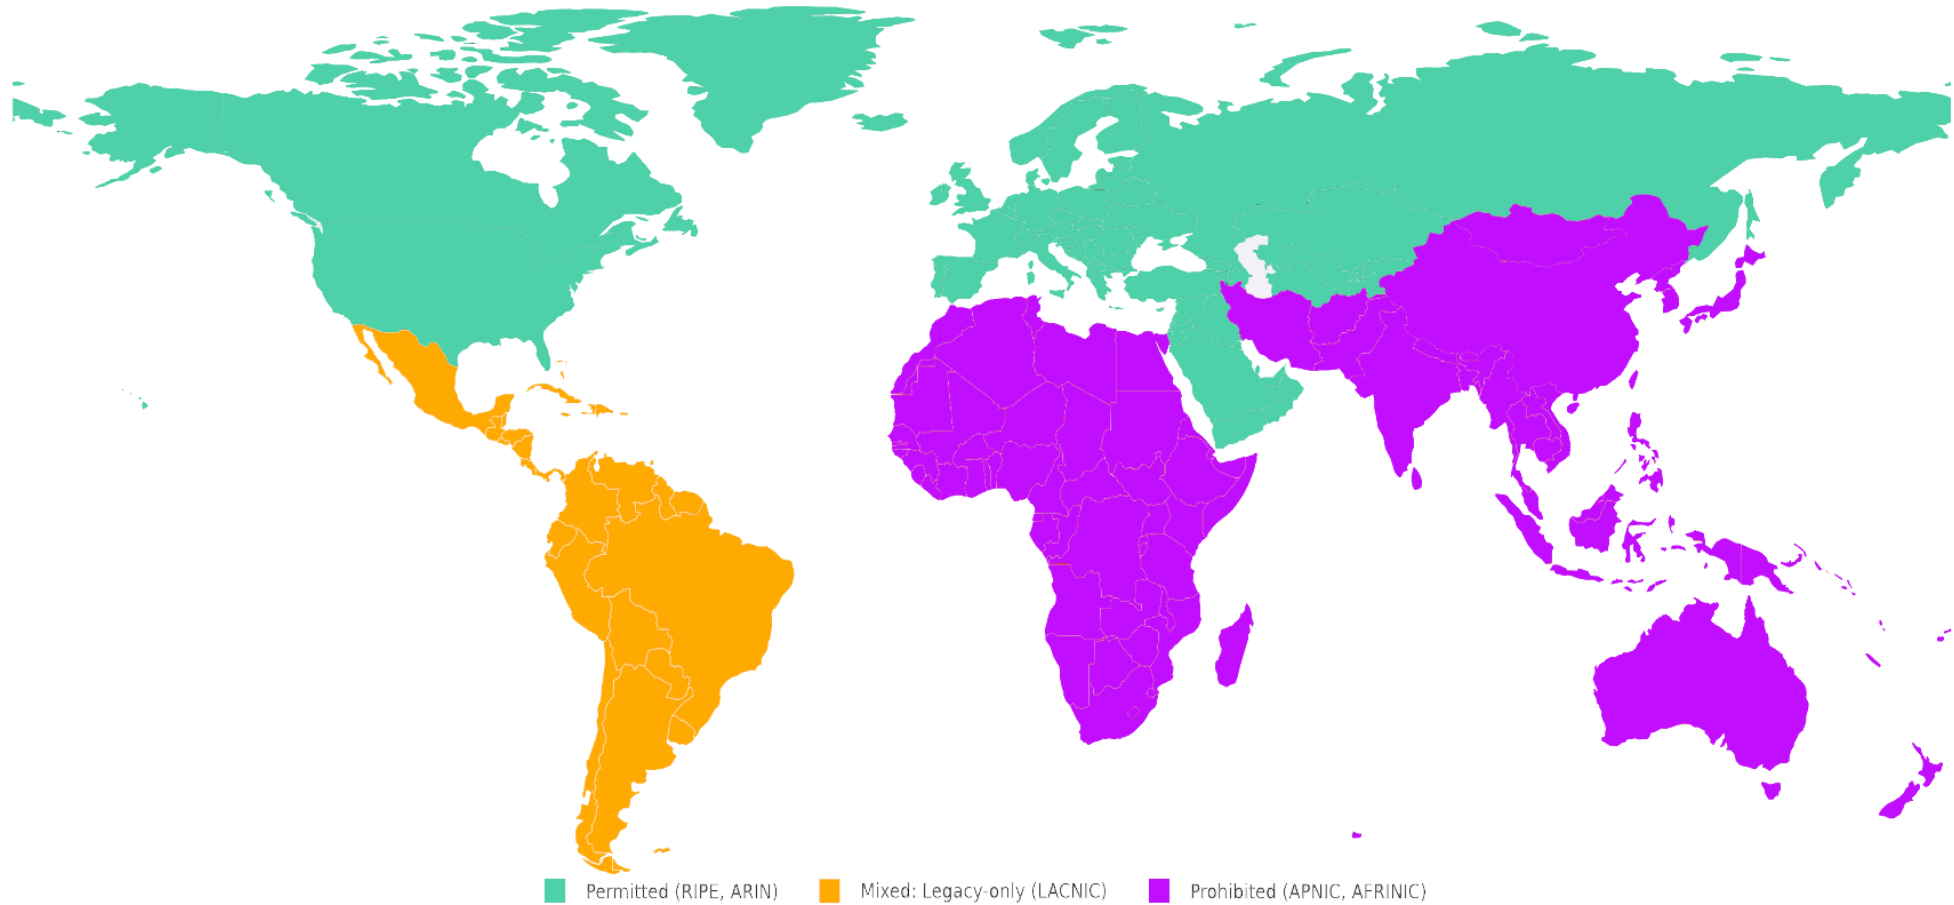 Permitted (RIPE, ARIN) Mixed: Legacy-only (LACNIC) Prohibited (APNIC, AFRINIC)